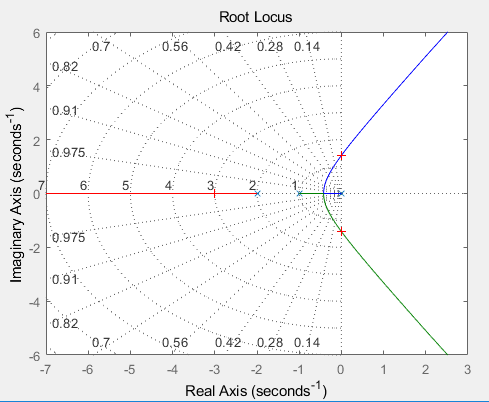 Root Locus
6
0.7 0.56 0.42 0.28 0.14
0.82
4
0.91
2
0.975
7 6 5 4 3 2 1
0
0.975
-2
0.91
-4
0.82
0.7 0.56 0.42 0.28 0.14
-6
-7 -6 -5 -4 -3 -2 -1 0 1 2 3
Real Axis (seconds-1)
Imaginary Axis (seconds-1)